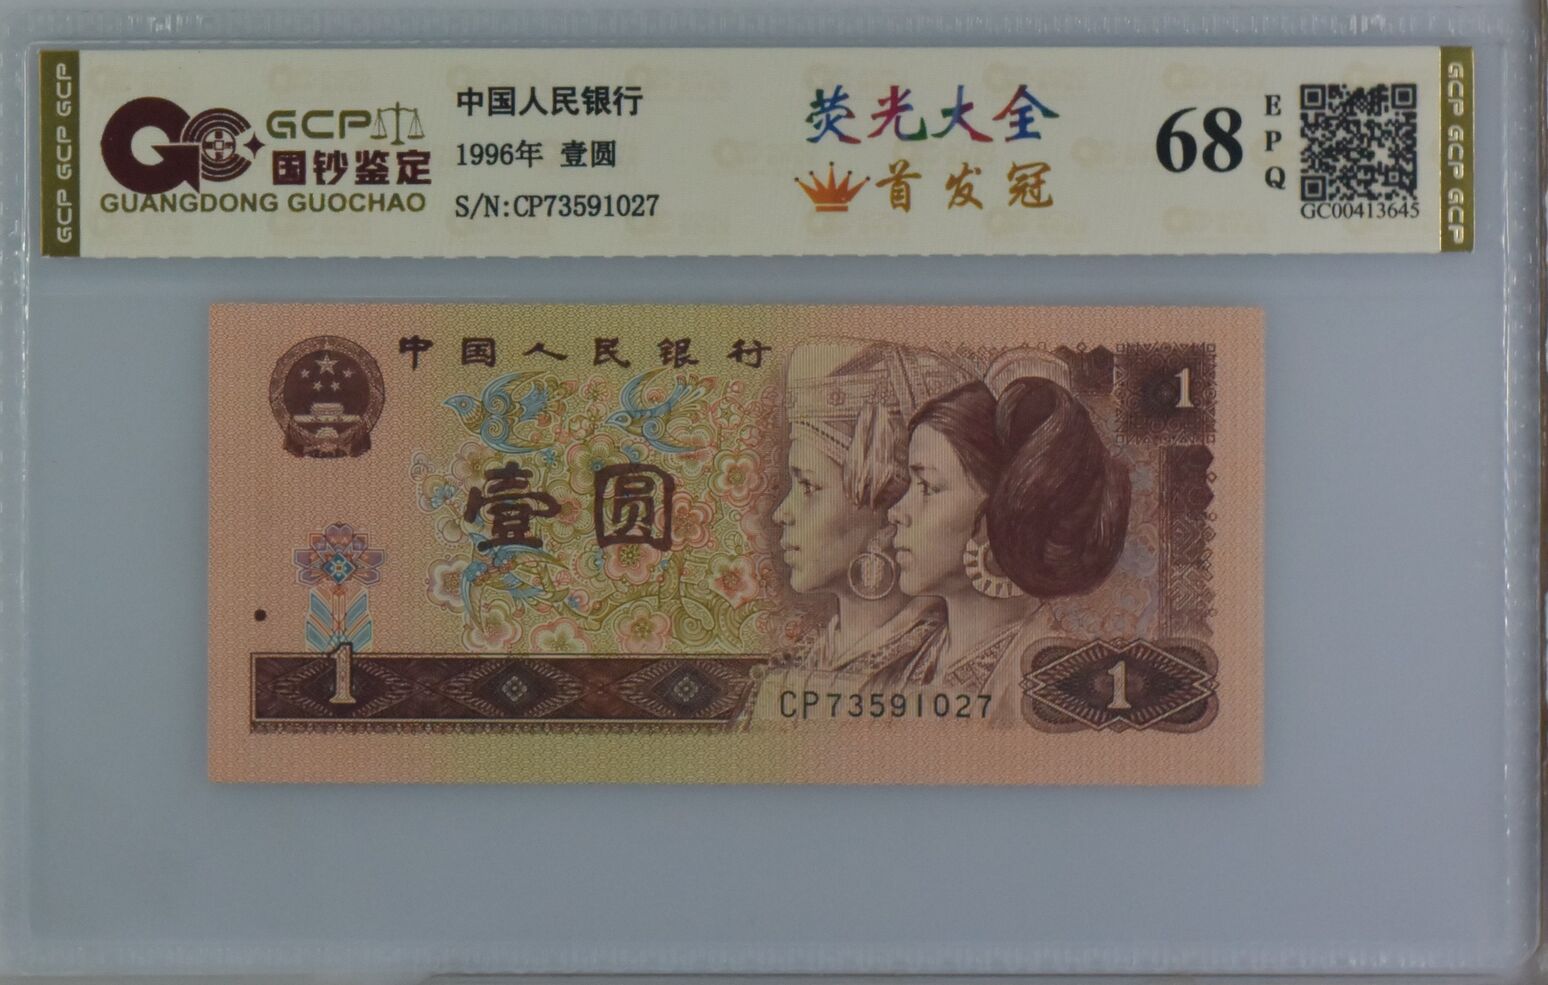 GCP GCP GCP
GCP
国钞鉴定
GUANGDONG GUOCHAO
中国人民银行
1996年 壹圆
S/N:CP73591027
荧光大全
首发冠
68
EPQ
GC00413645
GCP GCP GCP
中国人民银行
1
壹圆
1
CP73591027
1